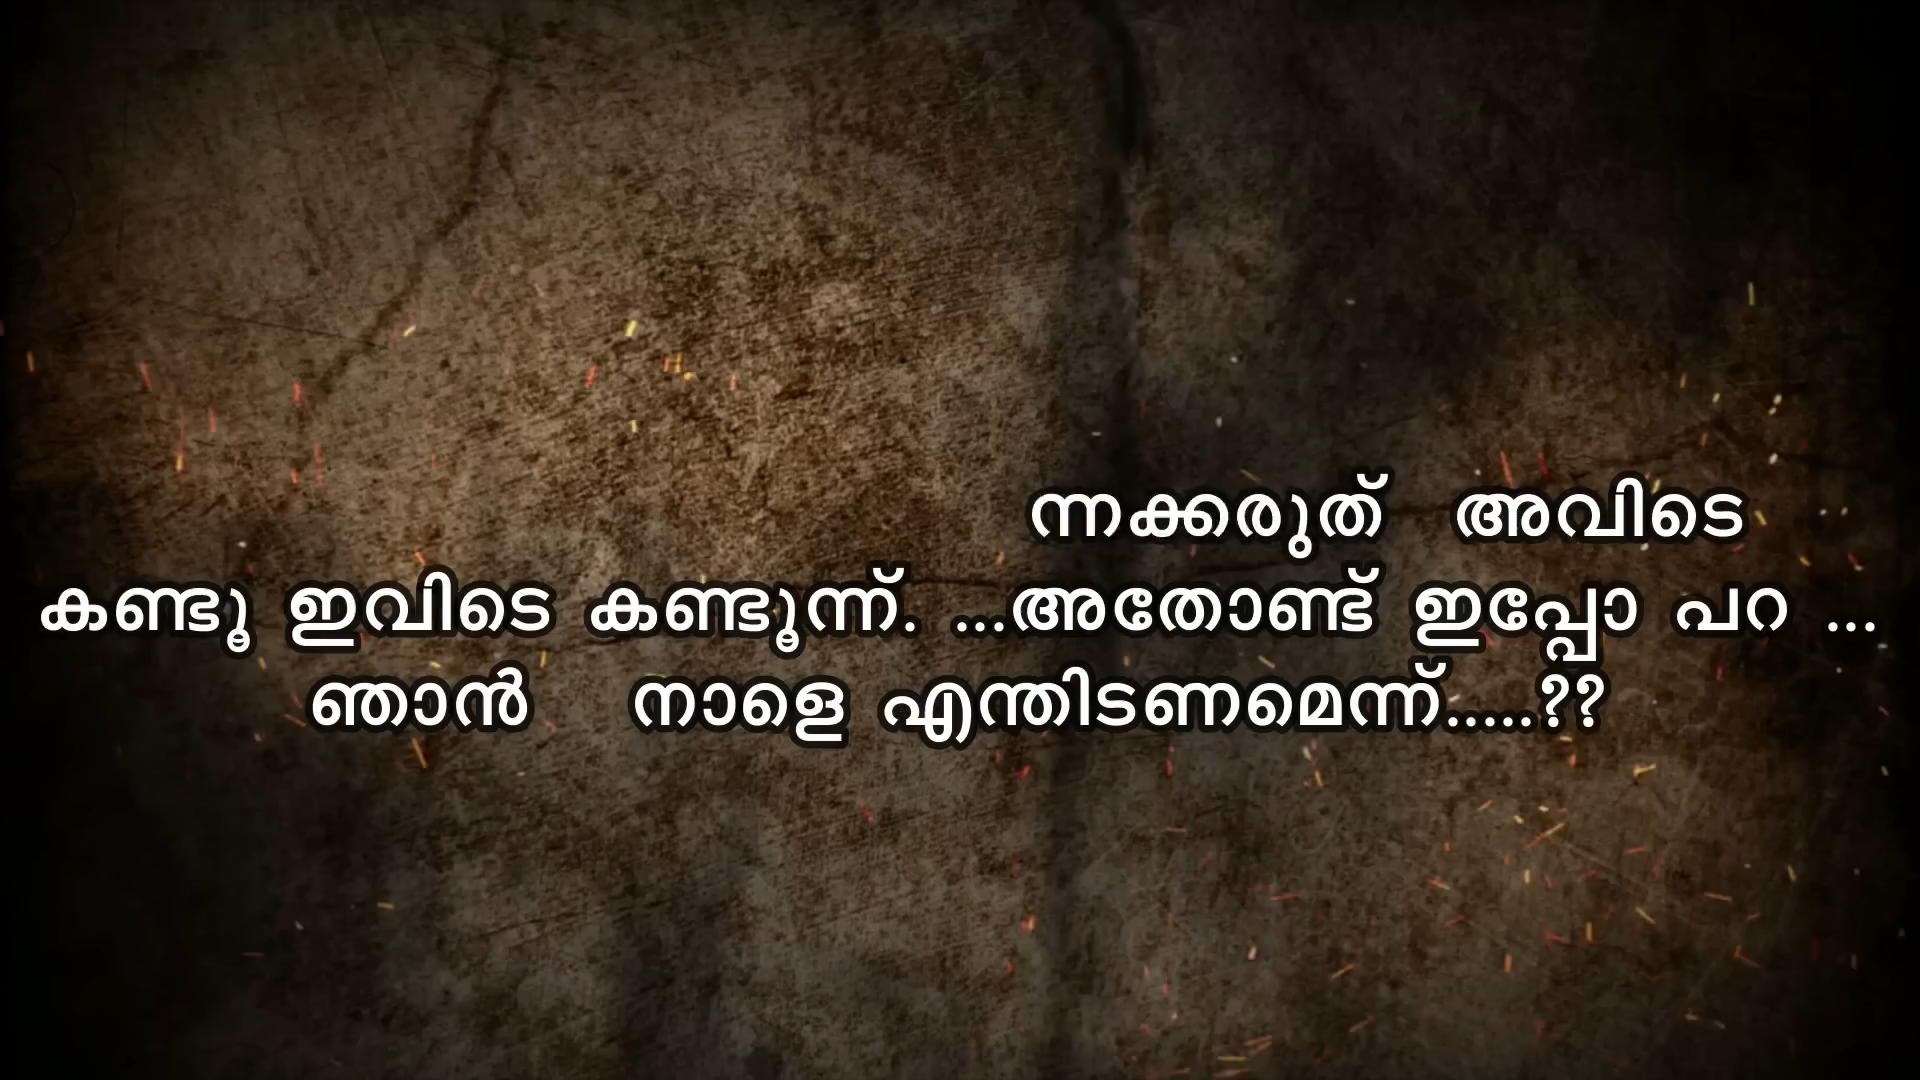 ന്നക്കരുത് അവിടെ
കണ്ടൂ ഇവിടെ കണ്ടൂന്ന്. ...അതോണ്ട് ഇപ്പോ പറ ...
ഞാൻ നാളെ എന്തിടണമെന്ന്.....??